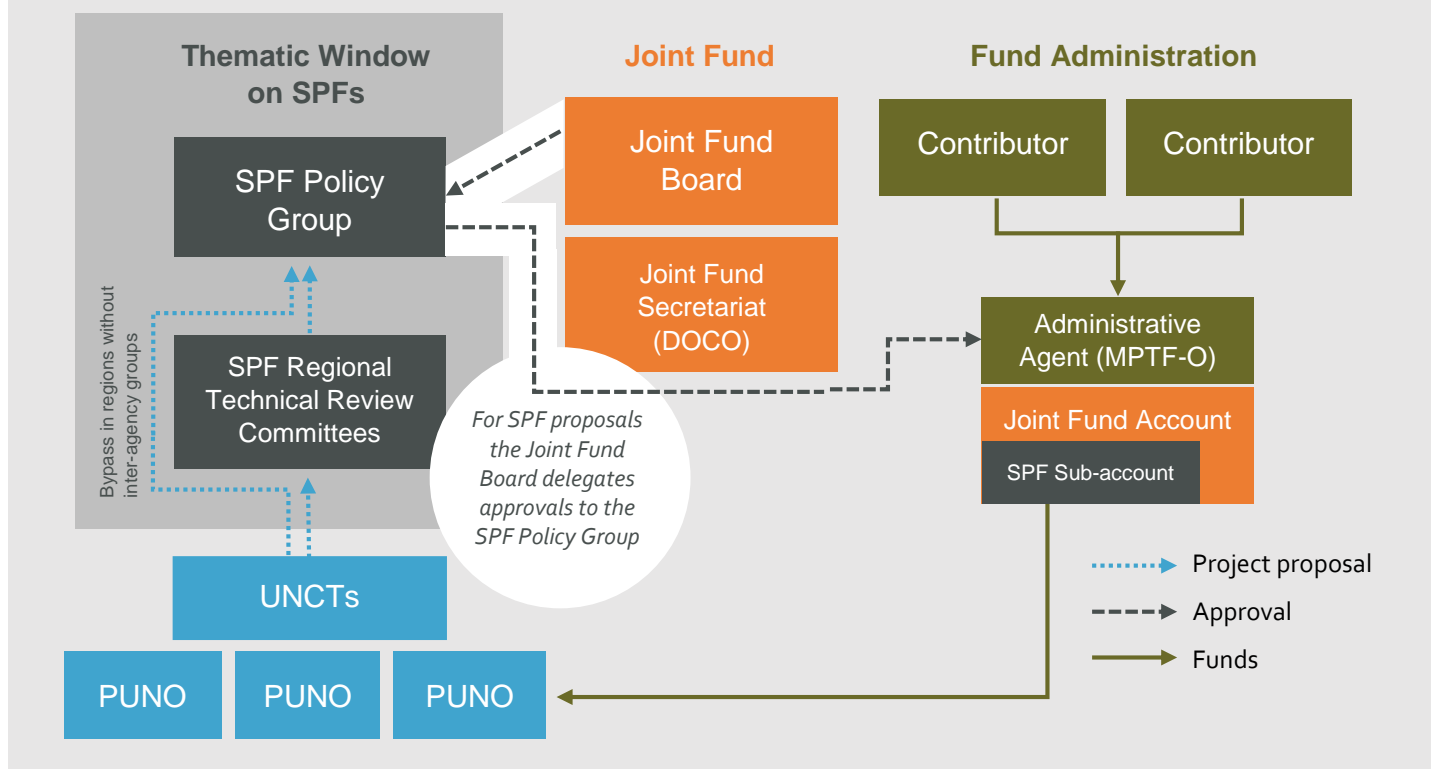 Thematic Window
on SPFs
SPF Policy
Group
Bypass in regions without
inter-agency groups
SPF Regional
Technical Review
Committees
UNCTs
PUNO
PUNO
PUNO
Joint Fund
Joint Fund
Board
Joint Fund
Secretariat
(DOCO)
For SPF proposals
the Joint Fund
Board delegates
approvals to the
SPF Policy Group
Fund Administration
Contributor
Contributor
Administrative
Agent (MPTF-O)
Joint Fund Account
SPF Sub-account
Project proposal
Approval
Funds